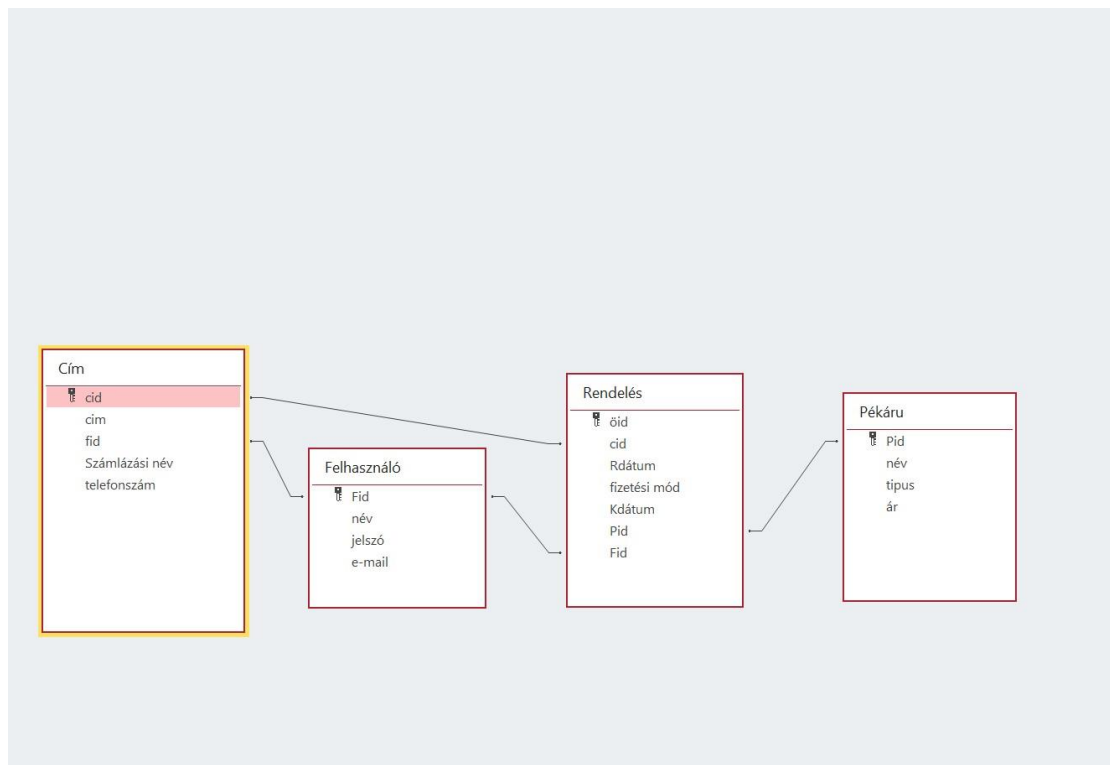 Cím
cid
cim
fid
Számlázási név
telefonszám
Felhasználó
Fid
név
jelszó
e-mail
Rendelés
öid
cid
Rdátum
fizetési mód
Kdátum
Pid
Fid
Pékáru
Pid
név
tipus
ár